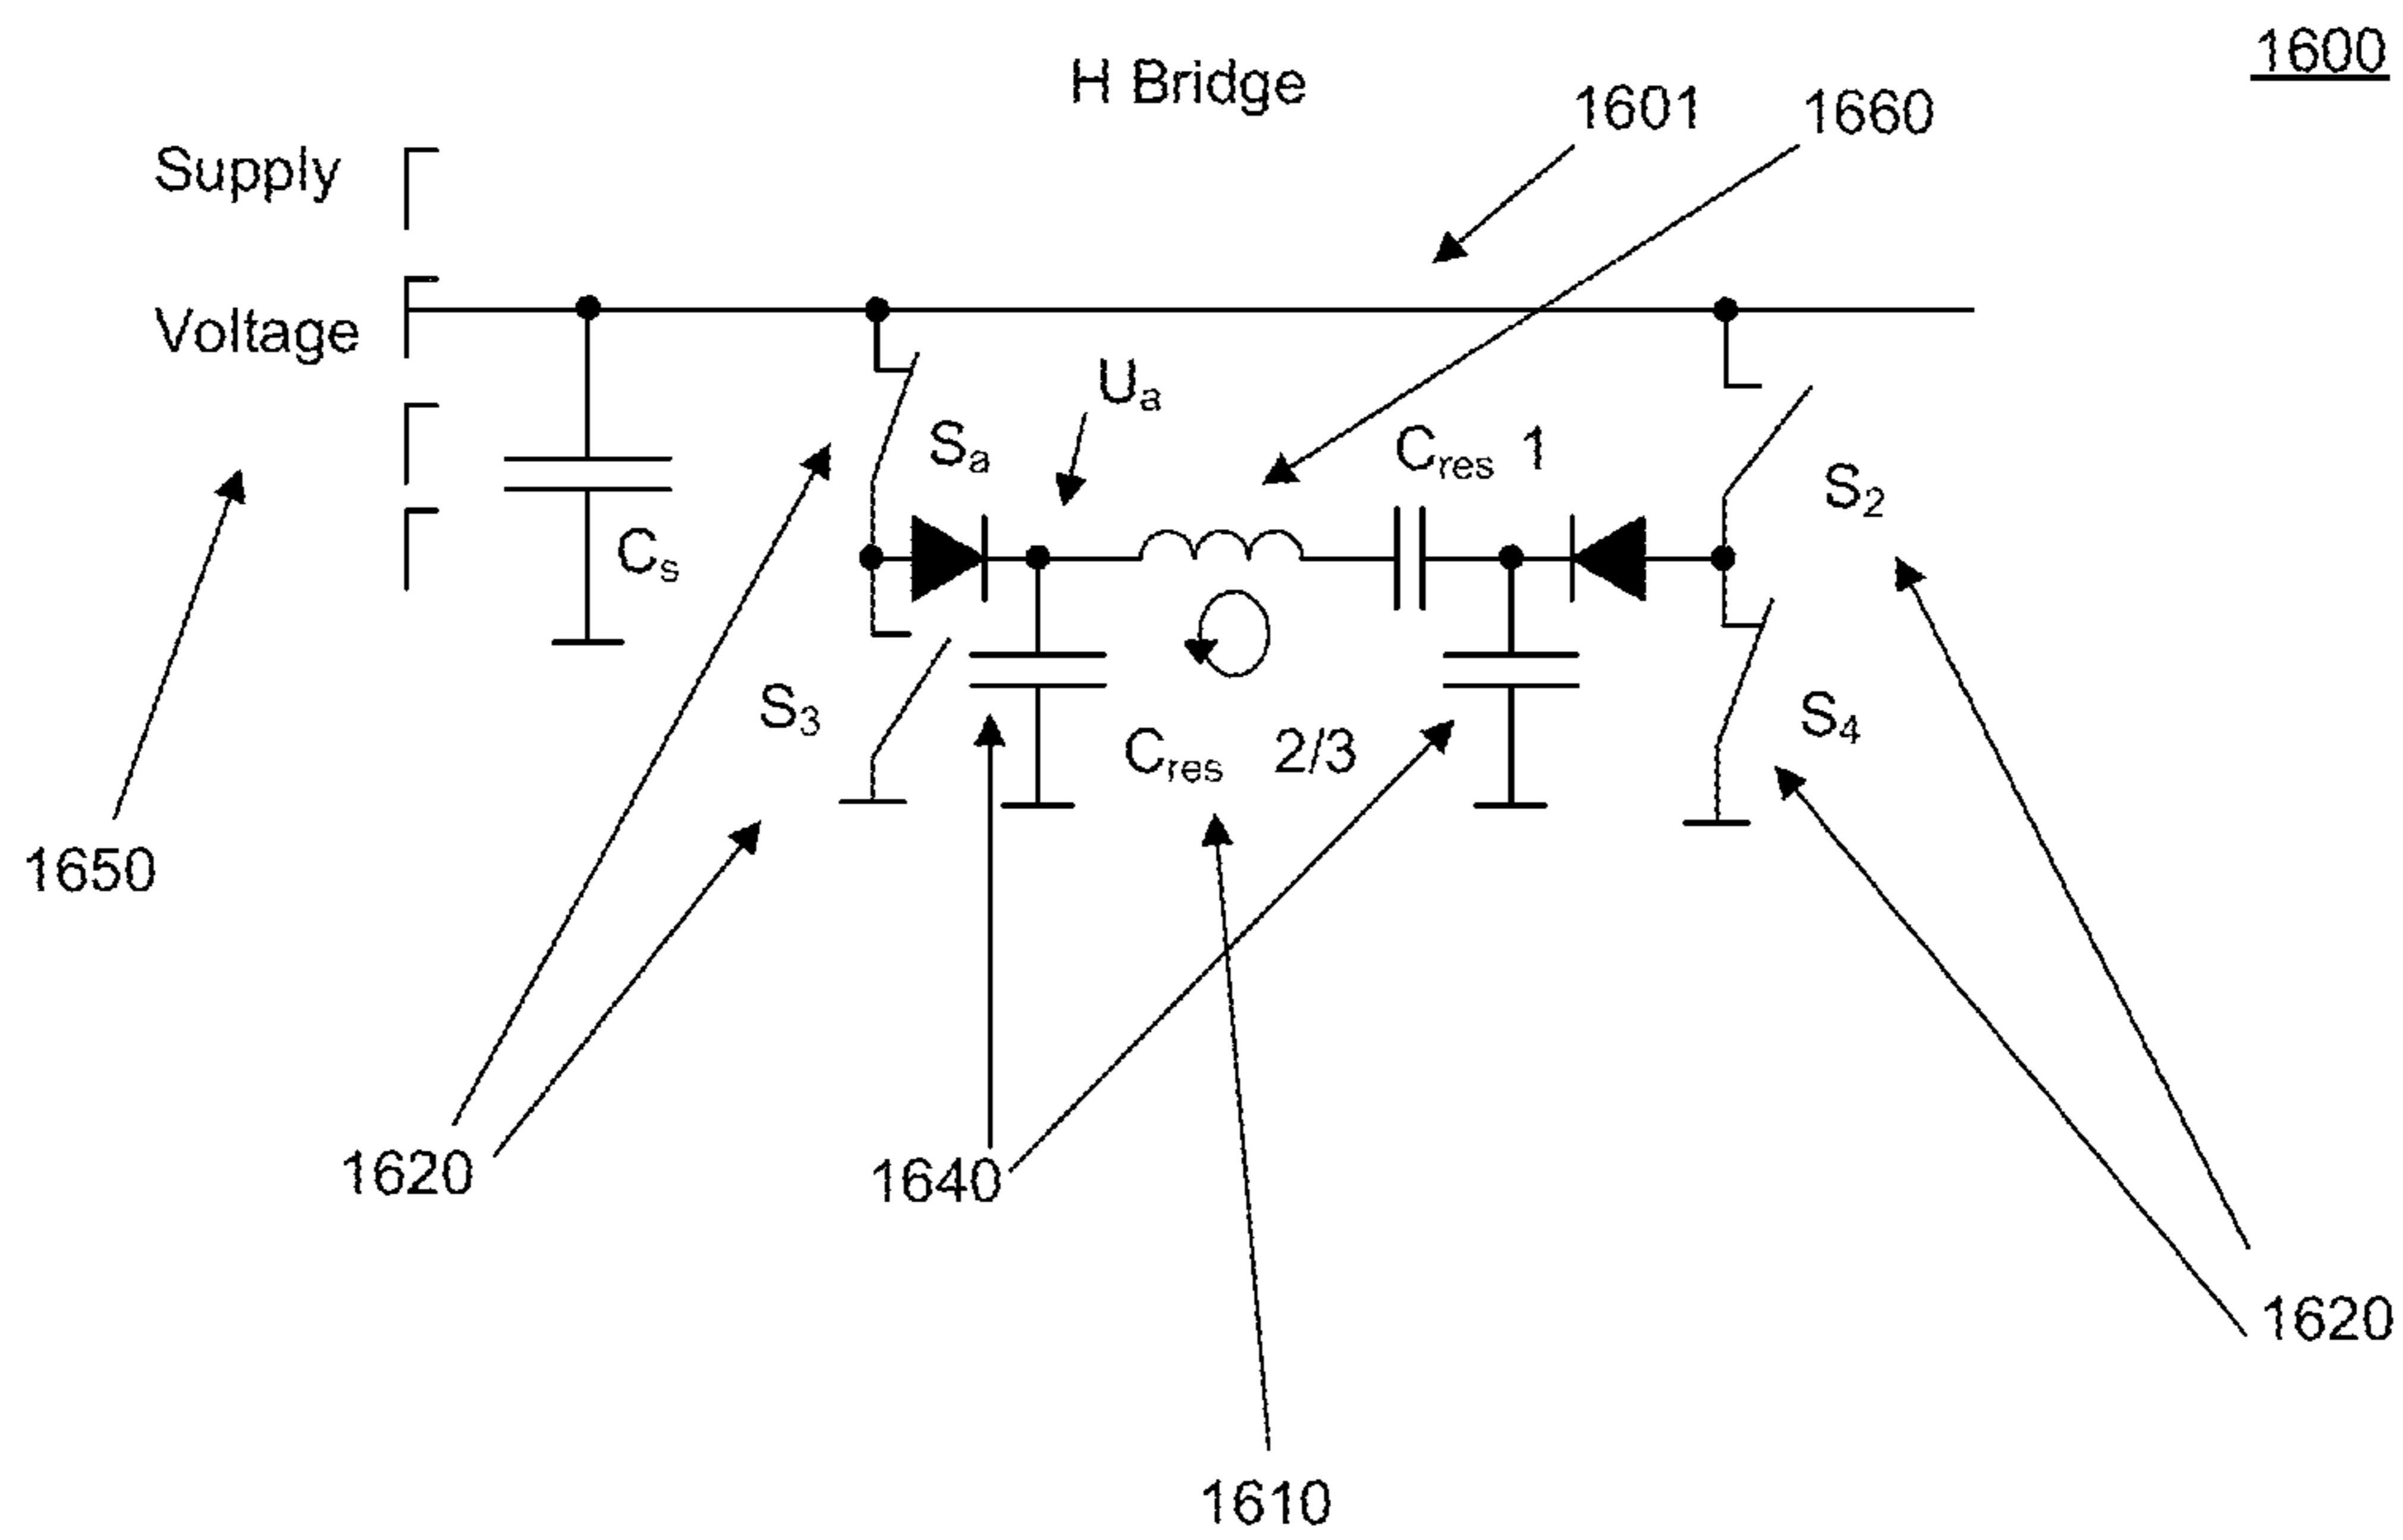 1600
H Bridge
1601
1660
Supply
Voltage
Ua
Sa
Cres 1
S2
Cs
S3
Cres 2/3
S4
1650
1620
1640
1620
1610